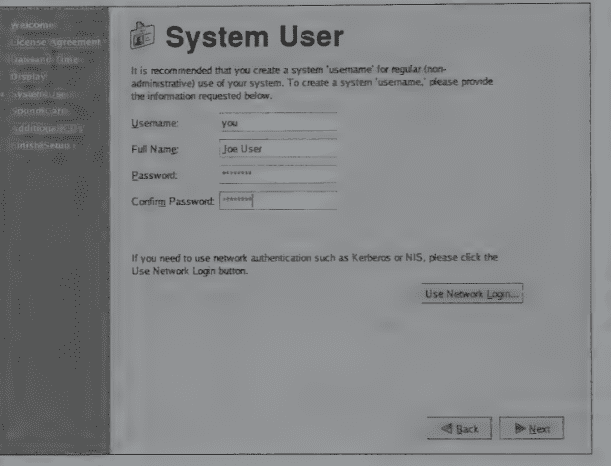 Welcome
License Agreement
Date and Time
Display
System User
Sound Card
Additional CDs
Finish Setup
System User
It is recommended that you create a system 'username' for regular (non-
administrative) use of your system. To create a system 'username,' please provide
the information requested below.
Username: you
Full Name: Joe User
Password: ********
Confirm Password: ********
If you need to use network authentication such as Kerberos or NIS, please click the
Use Network Login button.
Use Network Login...
Back
Next